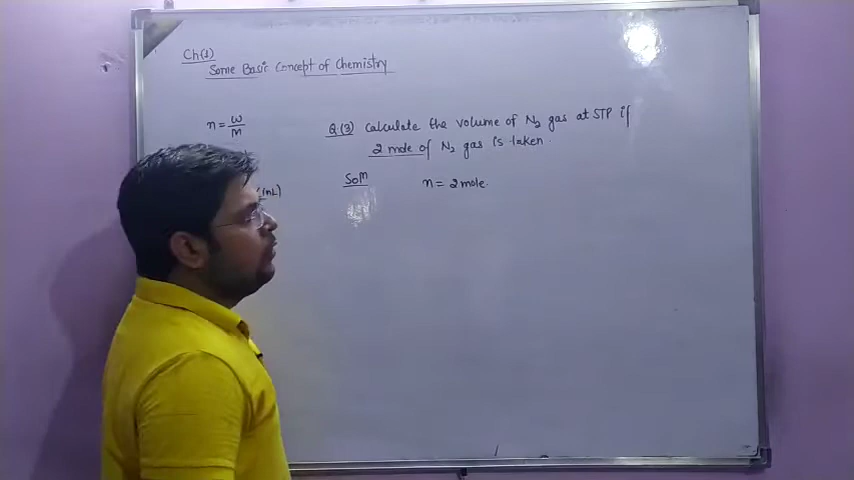 Ch(1)
Some Basic Concept of Chemistry
n = w/M
(mL)
Q.(3) Calculate the volume of N₂ gas at STP if
2 mole of N₂ gas is taken.
Solⁿ
n = 2 mole.